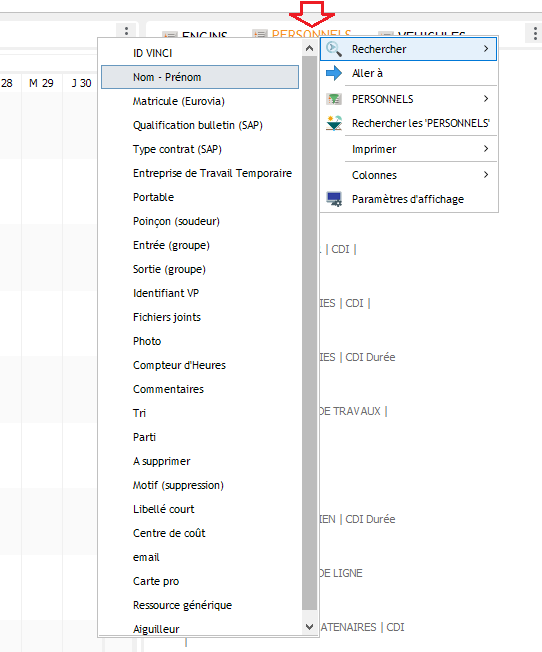 ENGINS
PERSONNELS
VEHICULES
28
M 29
J 30
ID VINCI
Nom - Prénom
Matricule (Eurovia)
Qualification bulletin (SAP)
Type contrat (SAP)
Entreprise de Travail Temporaire
Portable
Poinçon (soudeur)
Entrée (groupe)
Sortie (groupe)
Identifiant VP
Fichiers joints
Photo
Compteur d'Heures
Commentaires
Tri
Parti
A supprimer
Motif (suppression)
Libellé court
Centre de coût
email
Carte pro
Ressource générique
Aiguilleur
Rechercher
Aller à
PERSONNELS
Rechercher les 'PERSONNELS'
Imprimer
Colonnes
Paramètres d'affichage
| CDI |
IES | CDI |
IES | CDI Durée
DE TRAVAUX |
IEN | CDI Durée
DE LIGNE
ATENAIRES | CDI